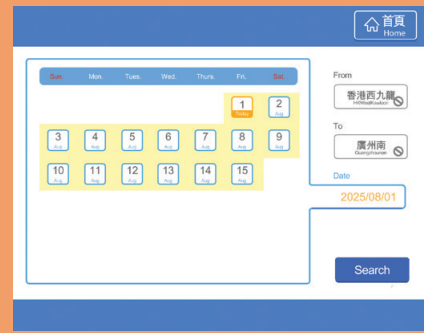 首頁
Home
Sun. Mon. Tues. Wed. Thurs. Fri. Sat.
1 2
Today Aug
3 4 5 6 7 8 9
Aug Aug Aug Aug Aug Aug Aug
10 11 12 13 14 15
Aug Aug Aug Aug Aug Aug
From
香港西九龍
To
廣州南
Guangzhounan
Date
2025/08/01
Search